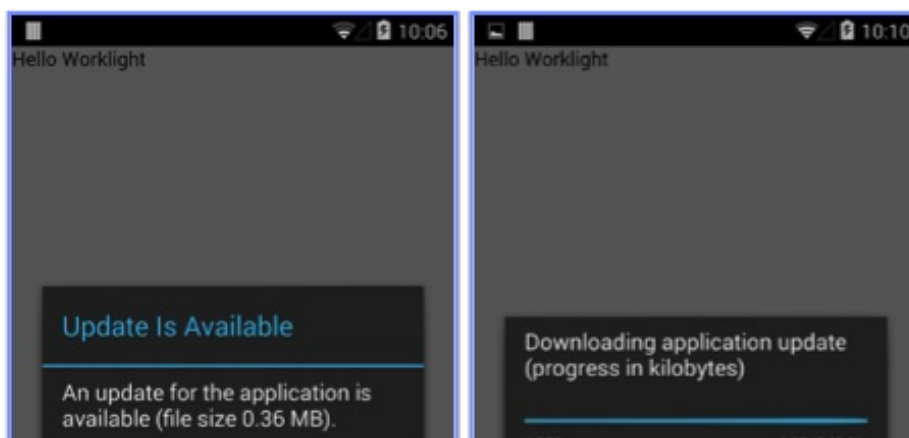 10:06
Hello Worklight
Update Is Available
An update for the application is
available (file size 0.36 MB).
10:10
Hello Worklight
Downloading application update
(progress in kilobytes)